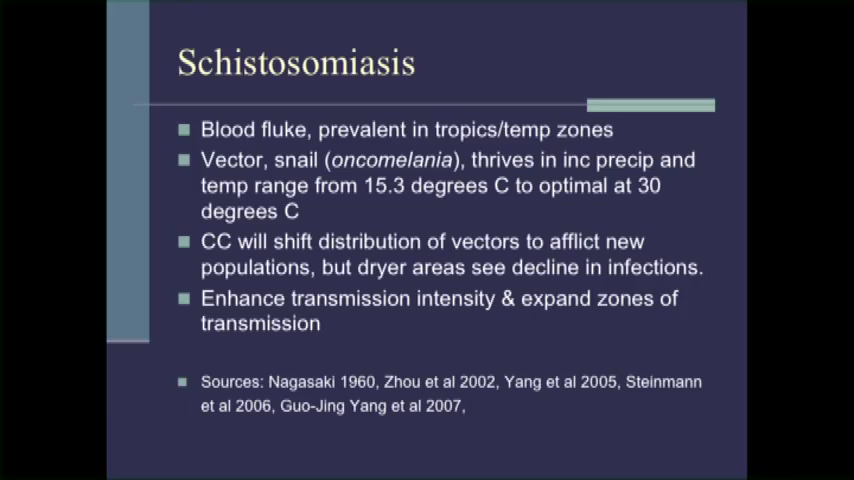 Schistosomiasis
Blood fluke, prevalent in tropics/temp zones
Vector, snail (oncomelania), thrives in inc precip and
temp range from 15.3 degrees C to optimal at 30
degrees C
CC will shift distribution of vectors to afflict new
populations, but dryer areas see decline in infections.
Enhance transmission intensity & expand zones of
transmission
Sources: Nagasaki 1960, Zhou et al 2002, Yang et al 2005, Steinmann
et al 2006, Guo-Jing Yang et al 2007,